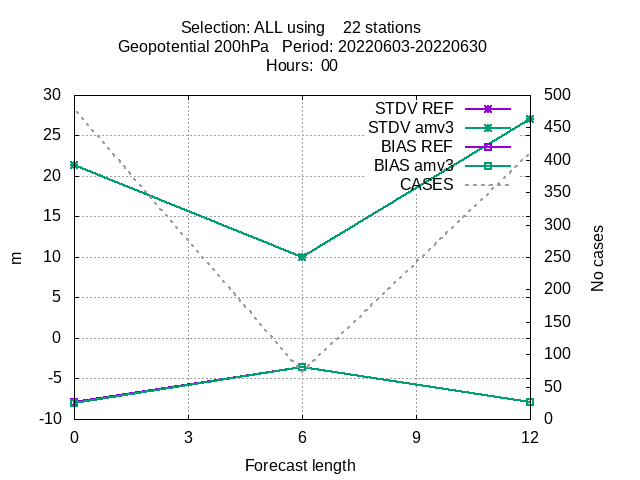 Selection: ALL using    22 stations
Geopotential 200hPa   Period: 20220603-20220630
Hours:  00
30
25
20
15
10
5
0
-5
-10
m
STDV REF
STDV amv3
BIAS REF
BIAS amv3
CASES
500
450
400
350
300
250
200
150
100
50
0
No cases
0 3 6 9 12
Forecast length